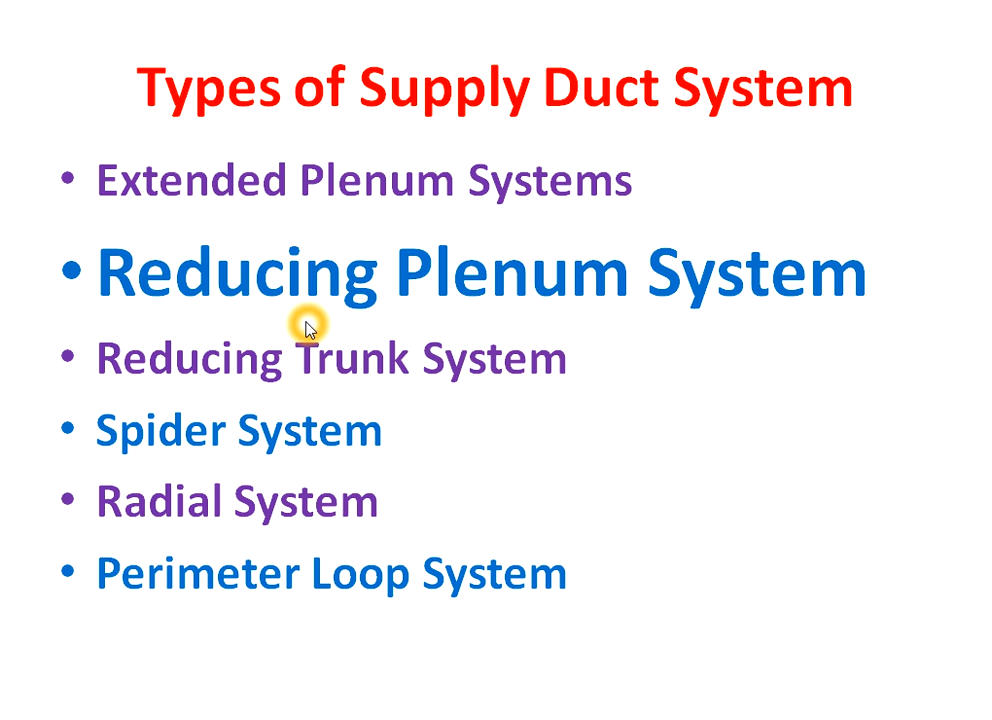 Types of Supply Duct System
• Extended Plenum Systems
• Reducing Plenum System
• Reducing Trunk System
• Spider System
• Radial System
• Perimeter Loop System